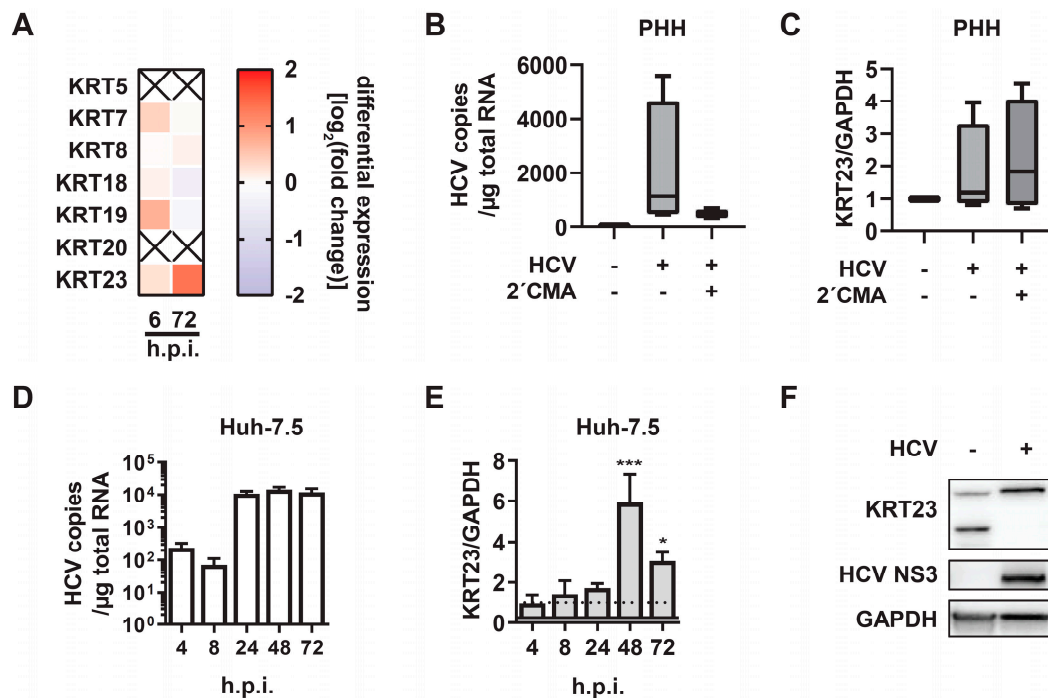 A
KRT5
KRT7
KRT8
KRT18
KRT19
KRT20
KRT23
6 72
h.p.i.
2
1
0
-1
-2
differential expression
[log2(fold change)]
B
PHH
HCV copies
/µg total RNA
6000
4000
2000
0
HCV - + +
2´CMA - - +
C
PHH
KRT23/GAPDH
5
4
3
2
1
0
HCV - + +
2´CMA - - +
D
Huh-7.5
HCV copies
/µg total RNA
10^5
10^4
10^3
10^2
10^1
10^0
4 8 24 48 72
h.p.i.
E
Huh-7.5
KRT23/GAPDH
8
6
4
2
0
***
*
4 8 24 48 72
h.p.i.
F
HCV - +
KRT23
HCV NS3
GAPDH